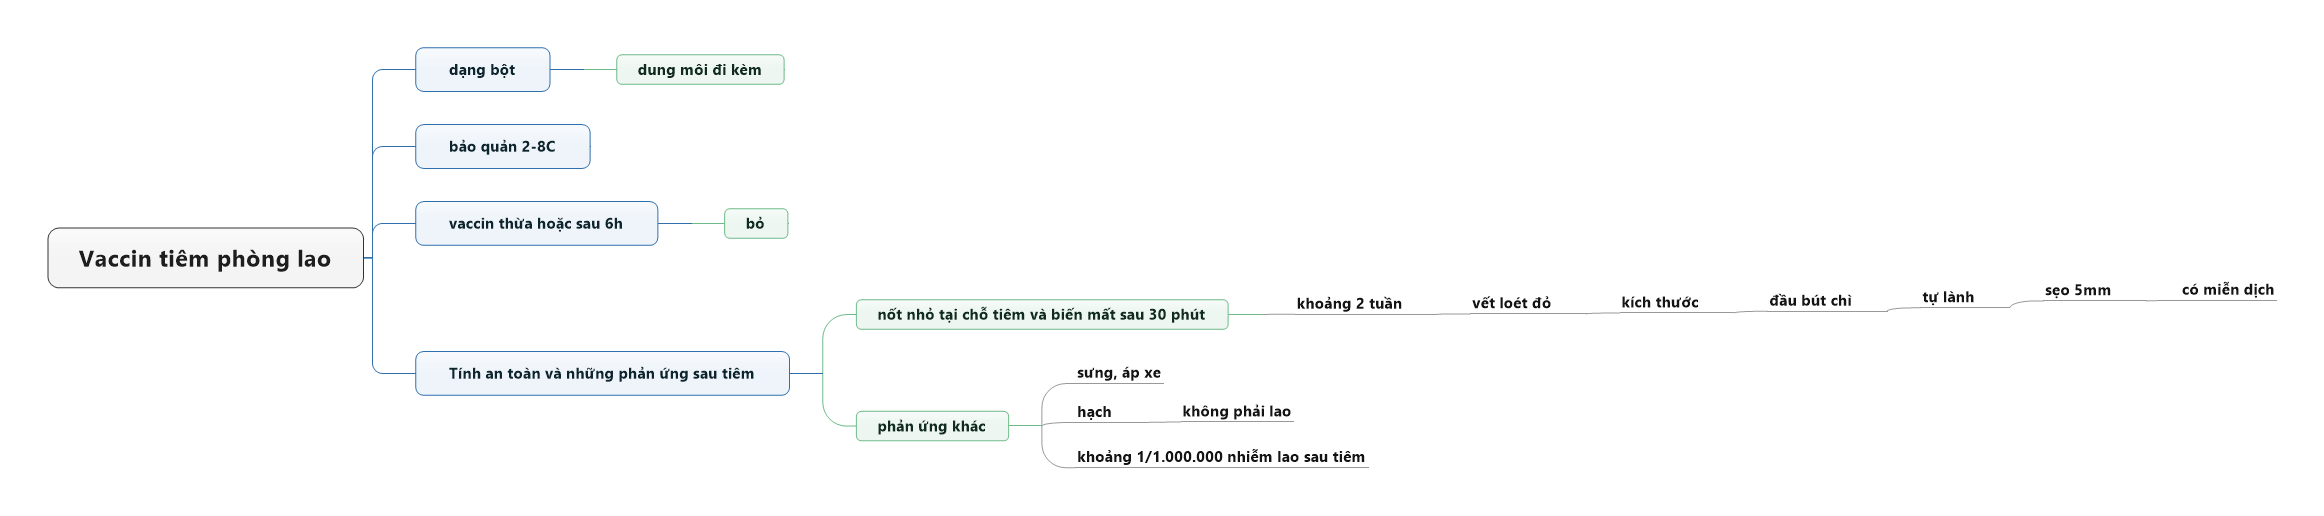 Vaccin tiêm phòng lao
dạng bột
dung môi đi kèm
bảo quản 2-8C
vaccin thừa hoặc sau 6h
bỏ
Tính an toàn và những phản ứng sau tiêm
nốt nhỏ tại chỗ tiêm và biến mất sau 30 phút
khoảng 2 tuần
vết loét đỏ
kích thước
đầu bút chì
tự lành
sẹo 5mm
có miễn dịch
phản ứng khác
sưng, áp xe
hạch
không phải lao
khoảng 1/1.000.000 nhiễm lao sau tiêm